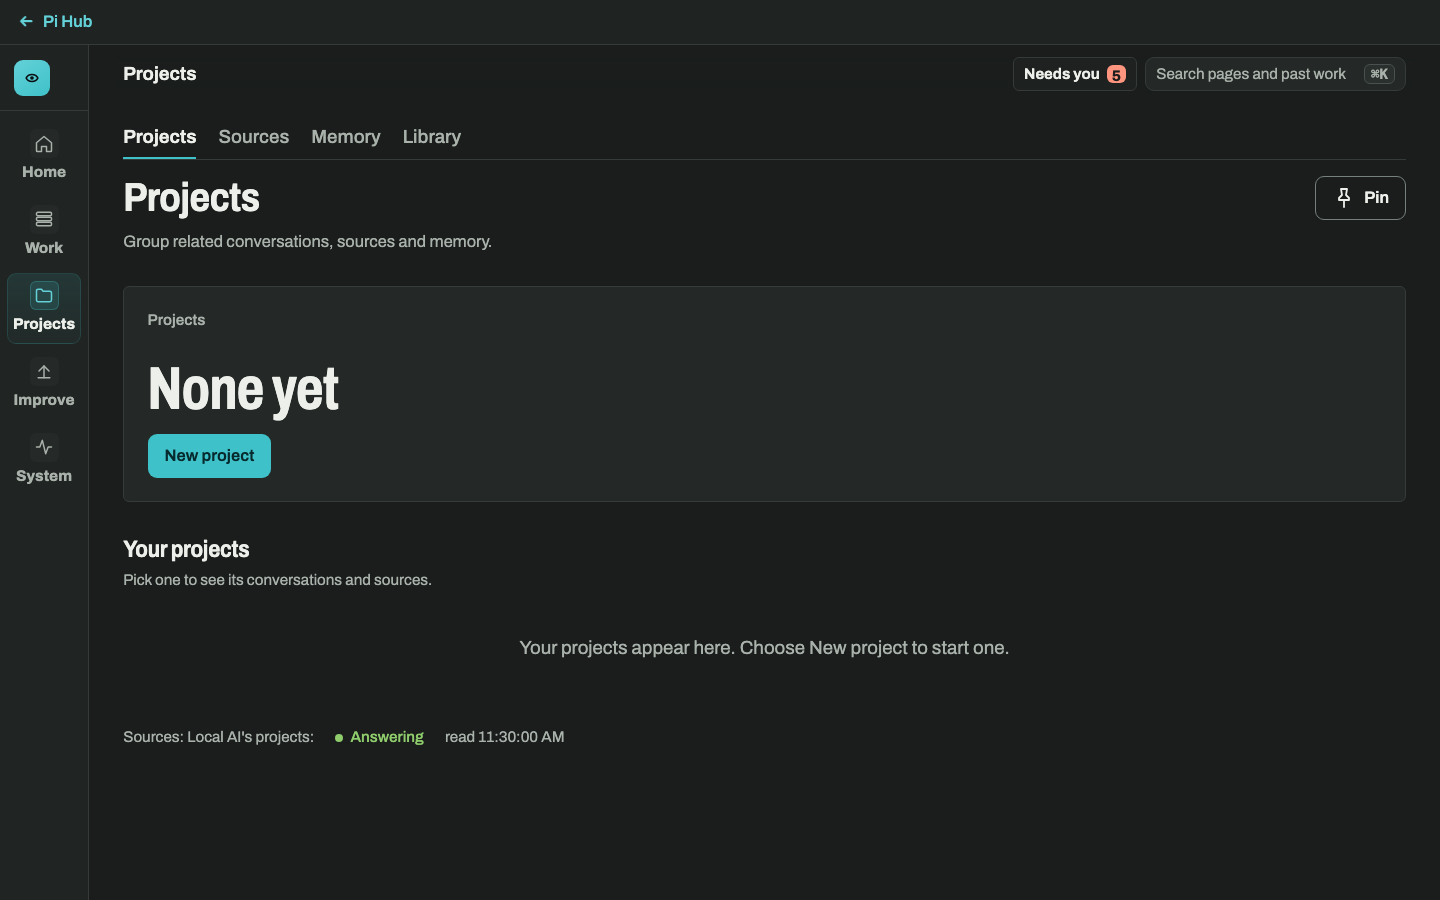 Pi Hub
Projects
Needs you 5
Search pages and past work ⌘K
Home
Work
Projects
Improve
System
Projects Sources Memory Library
Projects
Pin
Group related conversations, sources and memory.
Projects
None yet
New project
Your projects
Pick one to see its conversations and sources.
Your projects appear here. Choose New project to start one.
Sources: Local AI's projects: Answering read 11:30:00 AM